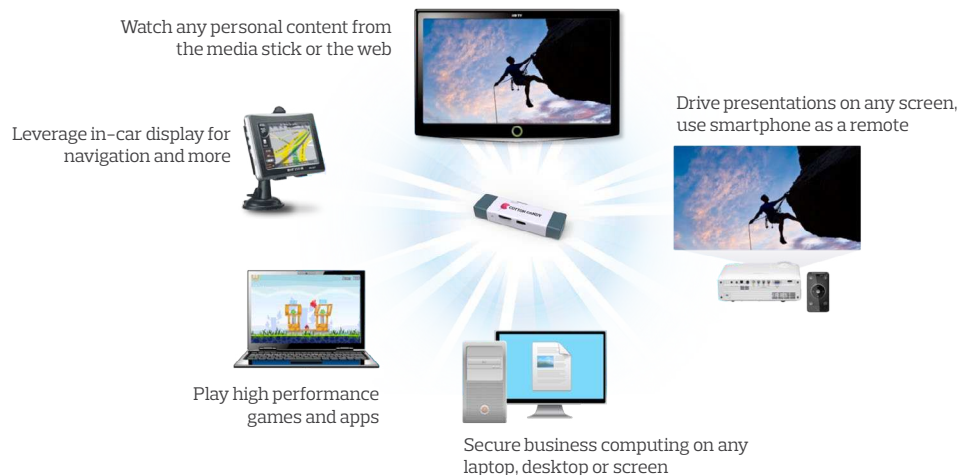 Watch any personal content from
the media stick or the web
Drive presentations on any screen,
use smartphone as a remote
Leverage in-car display for
navigation and more
COTTON CANDY
Play high performance
games and apps
Secure business computing on any
laptop, desktop or screen